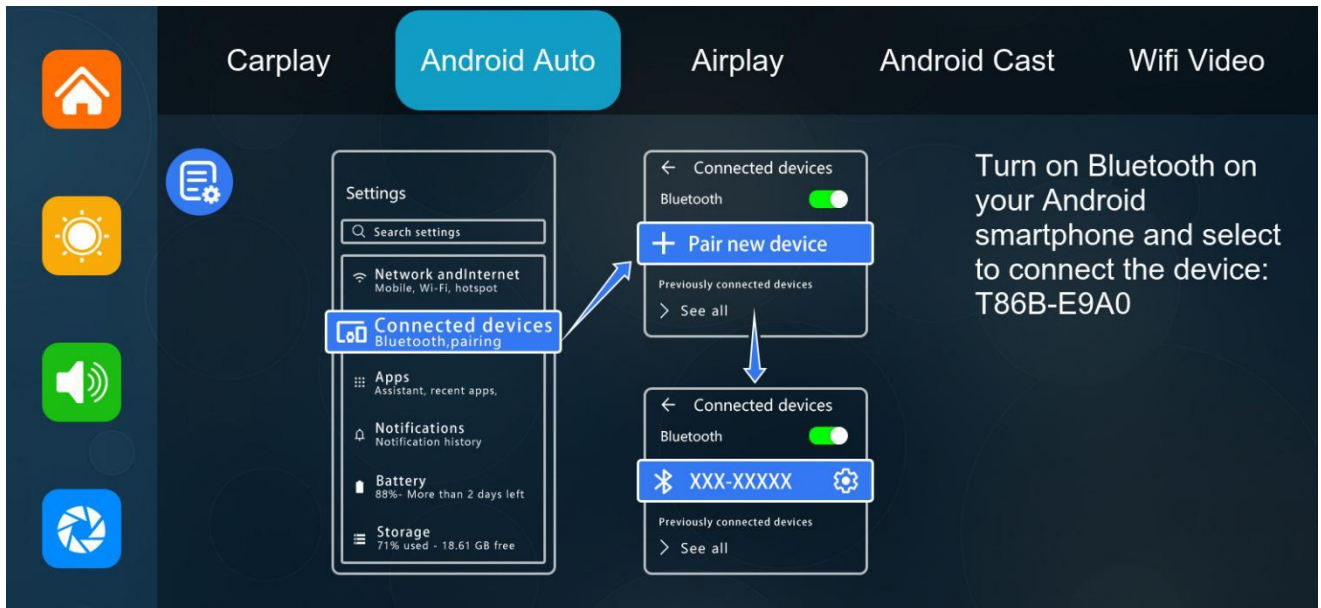 Carplay
Android Auto
Airplay
Android Cast
Wifi Video
Settings
Search settings
Network andInternet
Mobile, Wi-Fi, hotspot
Connected devices
Bluetooth,pairing
Apps
Assistant, recent apps,
Notifications
Notification history
Battery
88%- More than 2 days left
Storage
71% used - 18.61 GB free
Connected devices
Bluetooth
Pair new device
Previously connected devices
See all
Connected devices
Bluetooth
XXX-XXXXX
Previously connected devices
See all
Turn on Bluetooth on
your Android
smartphone and select
to connect the device:
T86B-E9A0